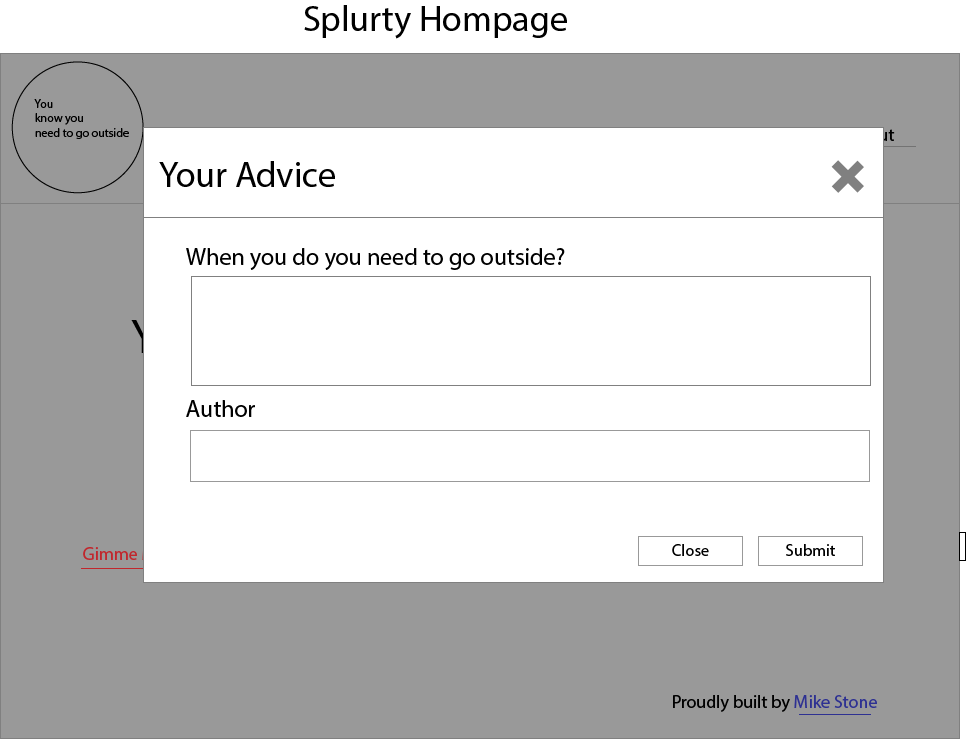 Splurty Hompage
You
know you
need to go outside
Your Advice
When you do you need to go outside?
Author
Gimme
Close
Submit
Proudly built by Mike Stone